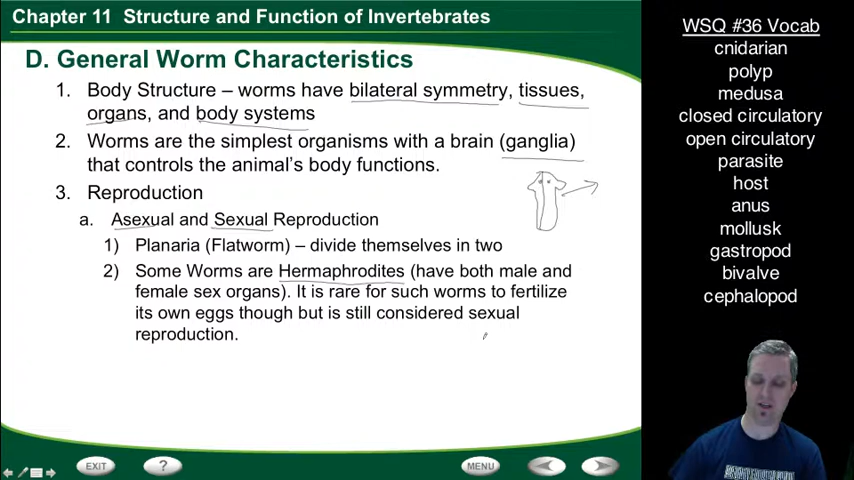 Chapter 11  Structure and Function of Invertebrates
D. General Worm Characteristics
1. Body Structure – worms have bilateral symmetry, tissues,
organs, and body systems
2. Worms are the simplest organisms with a brain (ganglia)
that controls the animal's body functions.
3. Reproduction
a. Asexual and Sexual Reproduction
1) Planaria (Flatworm) – divide themselves in two
2) Some Worms are Hermaphrodites (have both male and
female sex organs). It is rare for such worms to fertilize
its own eggs though but is still considered sexual
reproduction.
EXIT
?
MENU
WSQ #36 Vocab
cnidarian
polyp
medusa
closed circulatory
open circulatory
parasite
host
anus
mollusk
gastropod
bivalve
cephalopod